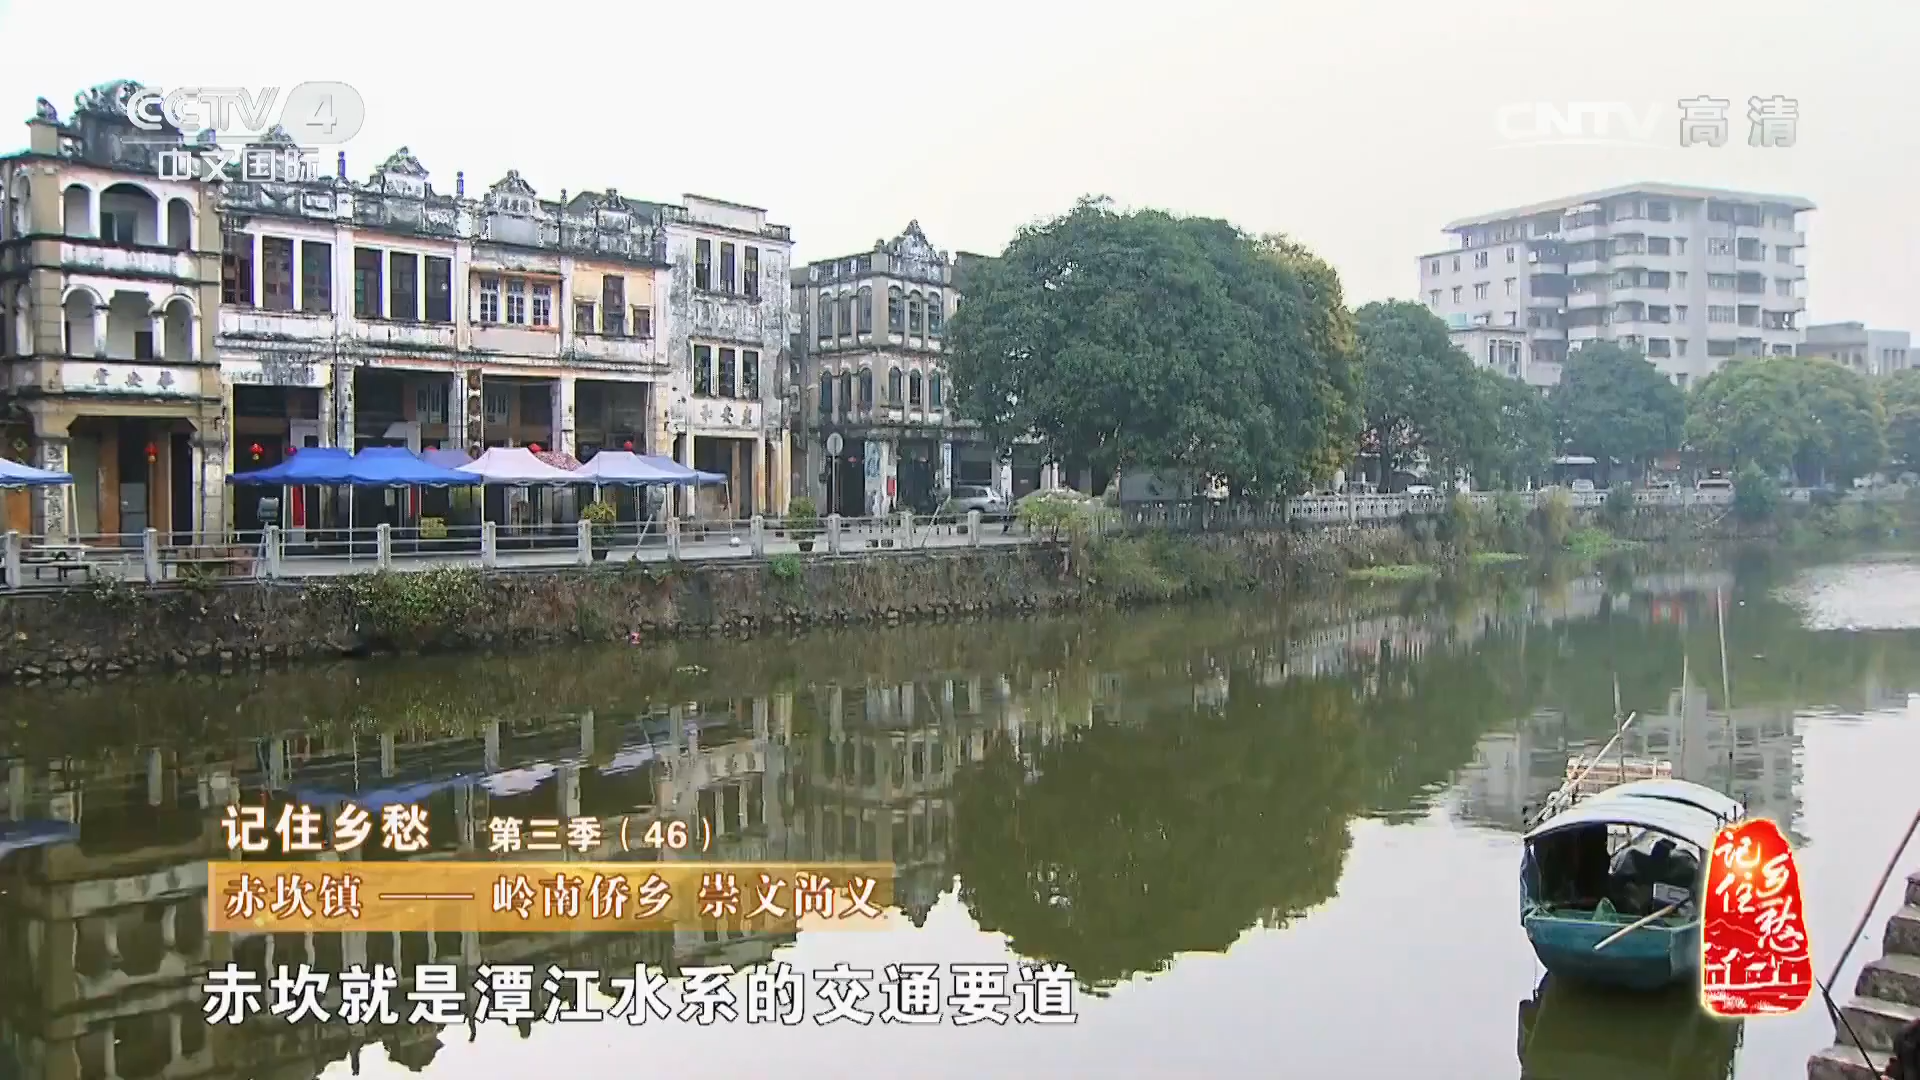 CCTV 4
中文国际
CNTV 高清
记住乡愁 第三季（46）
赤坎镇 —— 岭南侨乡 崇文尚义
赤坎就是潭江水系的交通要道
记住乡愁